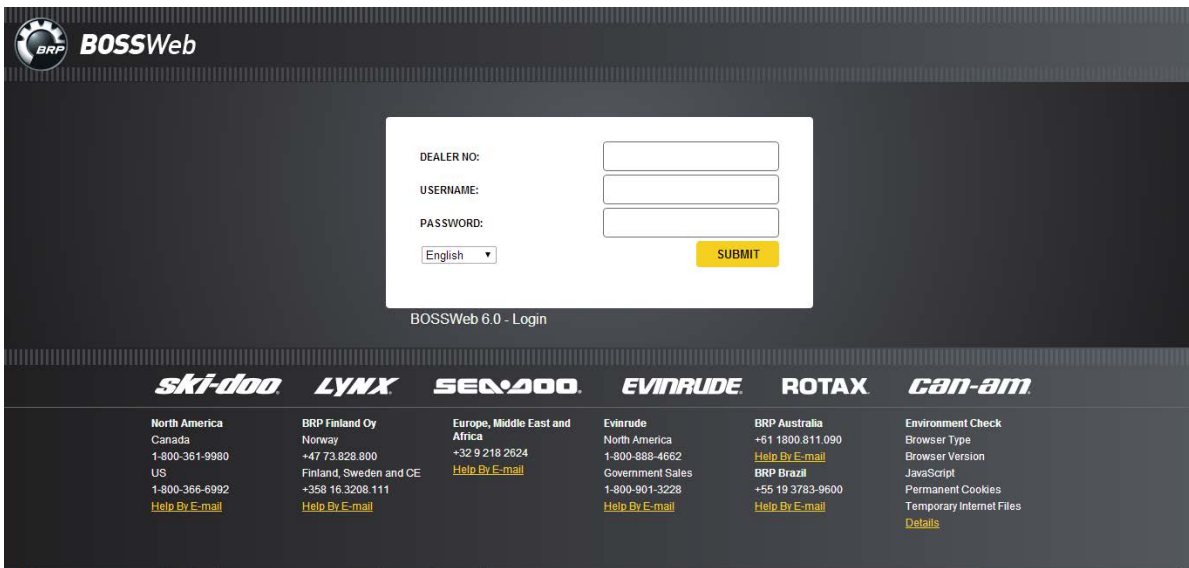 BRP BOSSWeb
DEALER NO:
USERNAME:
PASSWORD:
English
SUBMIT
BOSSWeb 6.0 - Login
ski-doo LYNX SEA-DOO EVINRUDE ROTAX can-am
North America
Canada
1-800-361-9980
US
1-800-366-6992
Help By E-mail
BRP Finland Oy
Norway
+47 73.828.800
Finland, Sweden and CE
+358 16.3208.111
Help By E-mail
Europe, Middle East and
Africa
+32 9 218 2624
Help By E-mail
Evinrude
North America
1-800-888-4662
Government Sales
1-800-901-3228
Help By E-mail
BRP Australia
+61 1800.811.090
Help By E-mail
BRP Brazil
+55 19 3783-9600
Help By E-mail
Environment Check
Browser Type
Browser Version
JavaScript
Permanent Cookies
Temporary Internet Files
Details